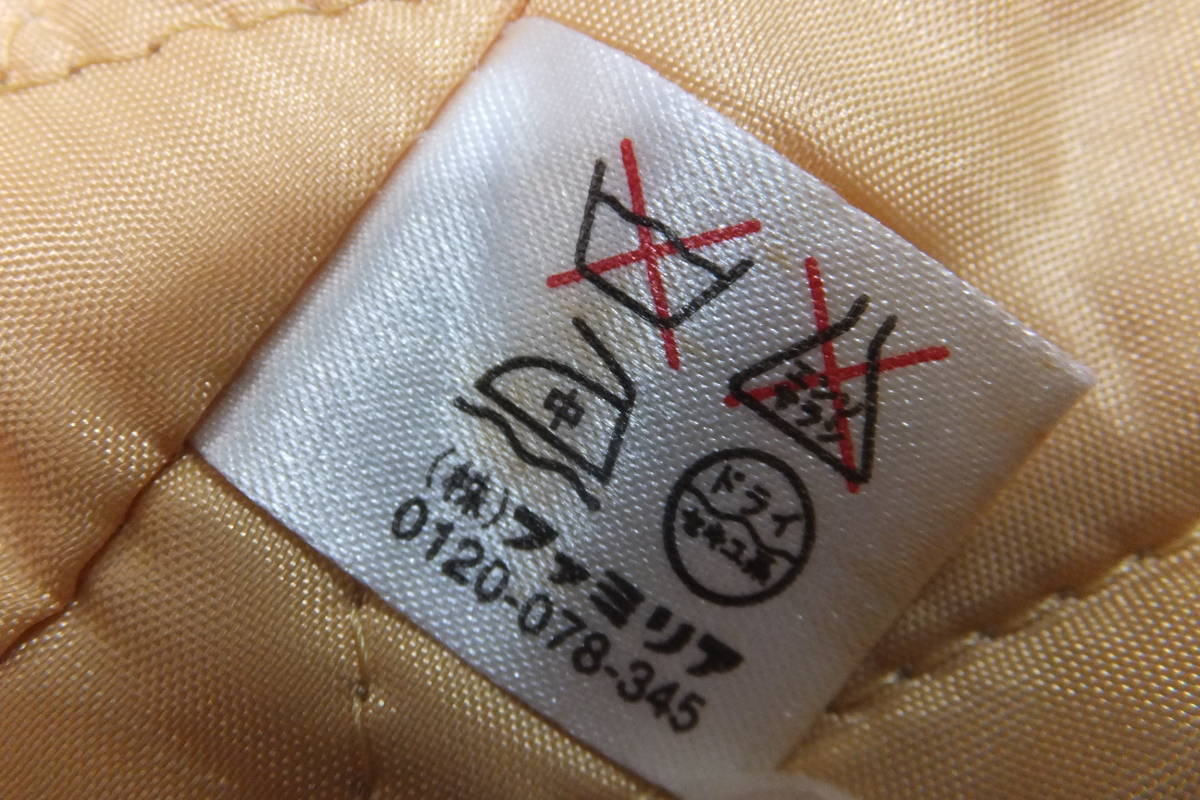 エンソ
サラシ
中
ドライ
セキユ系
(株)ファミリア
0120-078-345